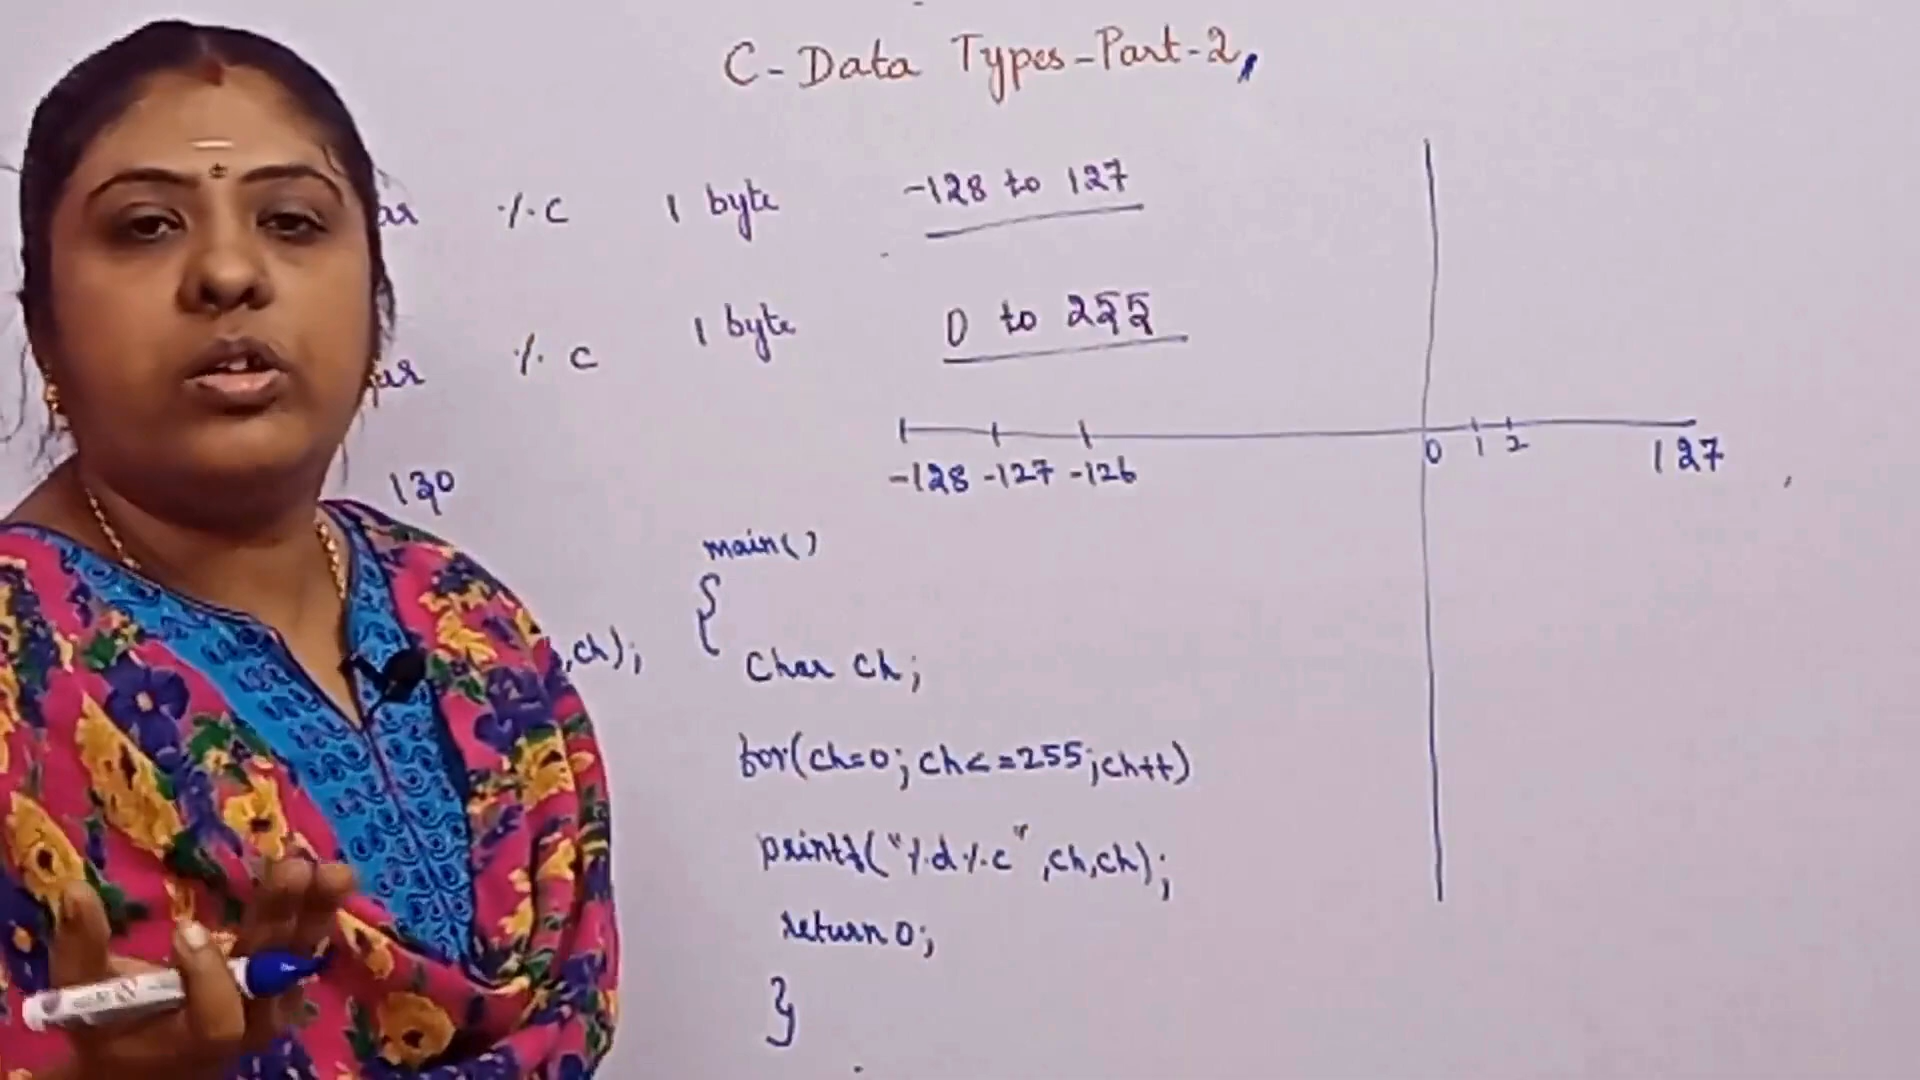 C-Data Types-Part-2,
%c 1 byte -128 to 127
%c 1 byte 0 to 255
-128 -127 -126 0 1 2 127
130
main()
{
,ch);
char ch;
for(ch=0; ch<=255;ch++)
printf("%d%c",ch,ch);
return 0;
}